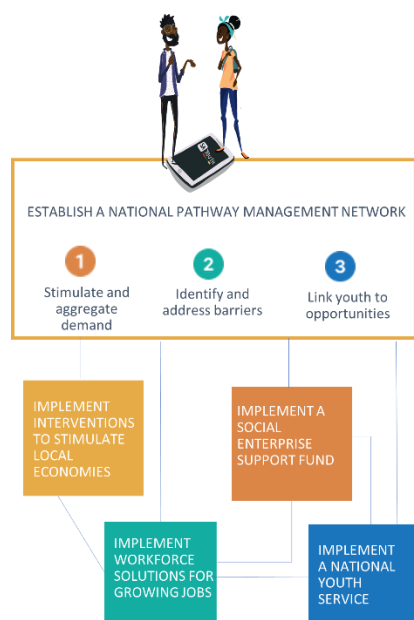 ESTABLISH A NATIONAL PATHWAY MANAGEMENT NETWORK
1
2
3
Stimulate and
aggregate
demand
Identify and
address barriers
Link youth to
opportunities
IMPLEMENT
INTERVENTIONS
TO STIMULATE
LOCAL
ECONOMIES
IMPLEMENT A
SOCIAL
ENTERPRISE
SUPPORT FUND
IMPLEMENT
WORKFORCE
SOLUTIONS FOR
GROWING JOBS
IMPLEMENT
A NATIONAL
YOUTH
SERVICE